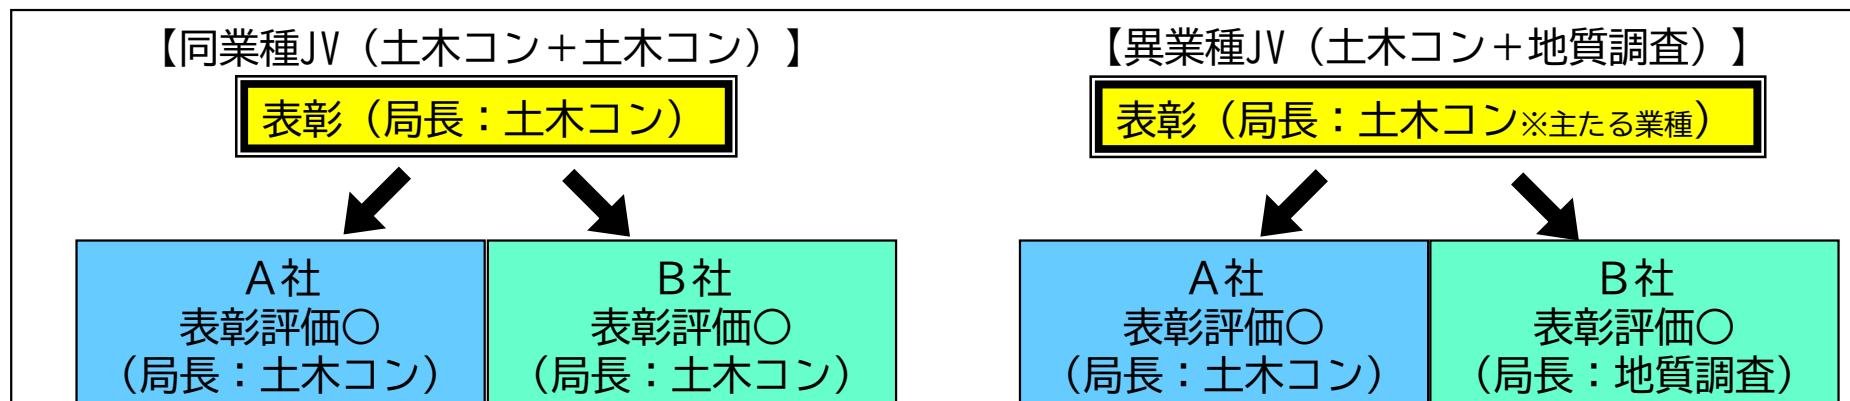 【同業種JV（土木コン＋土木コン）】
表彰（局長：土木コン）
A社
表彰評価○
（局長：土木コン）
B社
表彰評価○
（局長：土木コン）
【異業種JV（土木コン＋地質調査）】
表彰（局長：土木コン※主たる業種）
A社
表彰評価○
（局長：土木コン）
B社
表彰評価○
（局長：地質調査）